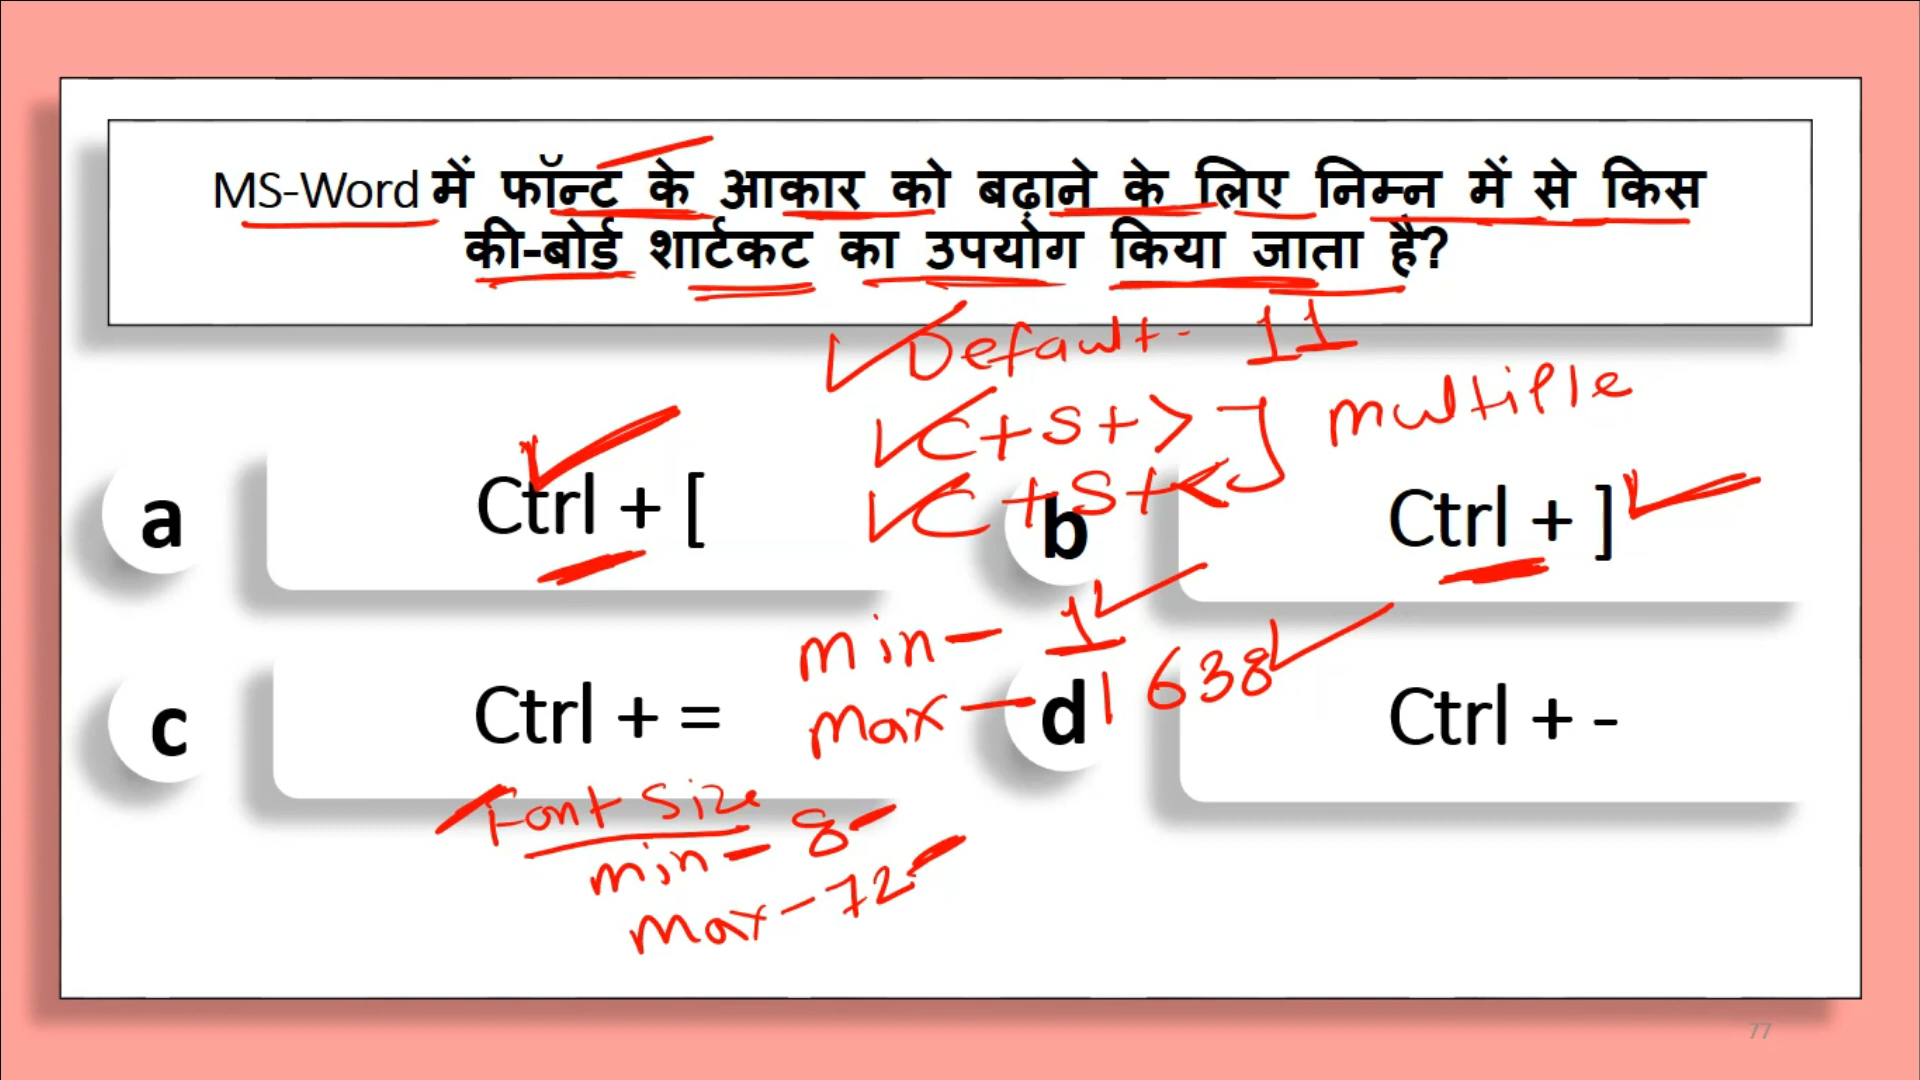 MS-Word में फॉन्ट के आकार को बढ़ाने के लिए निम्न में से किस
की-बोर्ड शार्टकट का उपयोग किया जाता है?
Default - 11
C+S+> ] multiple
C+S+<
a Ctrl + [
b Ctrl + ]
min - 1
max - 1638
c Ctrl + =
d Ctrl + -
Font Size
min - 8
max - 72
77